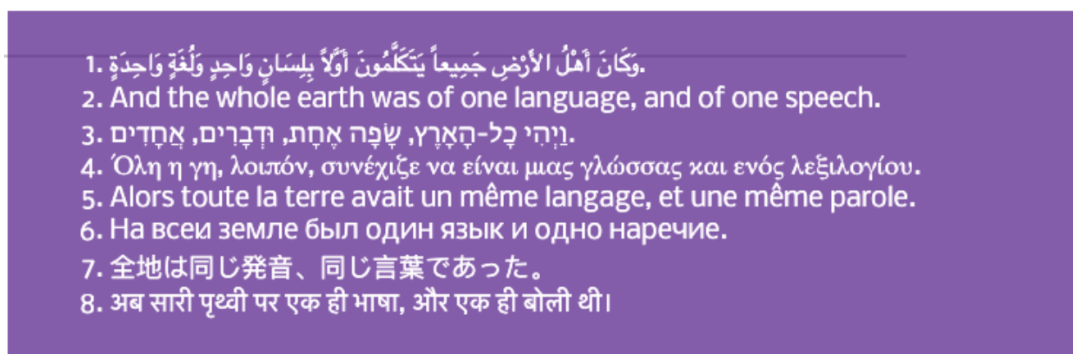 1. وَكَانَ أَهْلُ الأَرْضِ جَمِيعاً يَتَكَلَّمُونَ أَوَّلاً بِلِسَانٍ وَاحِدٍ وَلُغَةٍ وَاحِدَةٍ.
2. And the whole earth was of one language, and of one speech.
3. וַיְהִי כָל-הָאָרֶץ, שָׂפָה אֶחָת, וּדְבָרִים, אֲחָדִים.
4. Όλη η γη, λοιπόν, συνέχιζε να είναι μιας γλώσσας και ενός λεξιλογίου.
5. Alors toute la terre avait un même langage, et une même parole.
6. На всеи земле был один язык и одно наречие.
7. 全地は同じ発音、同じ言葉であった。
8. अब सारी पृथ्वी पर एक ही भाषा, और एक ही बोली थी।